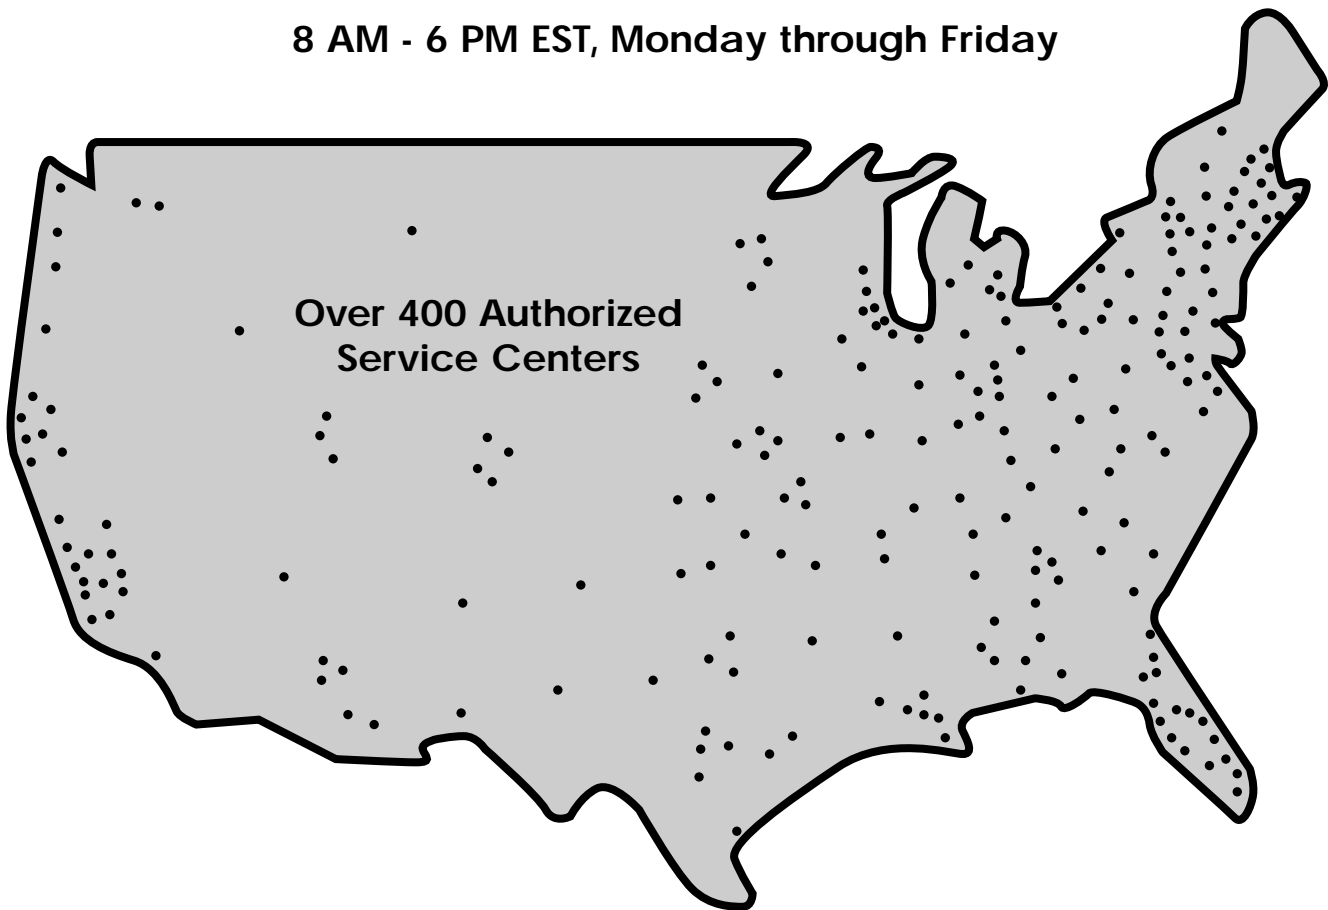 8 AM - 6 PM EST, Monday through Friday
Over 400 Authorized
Service Centers